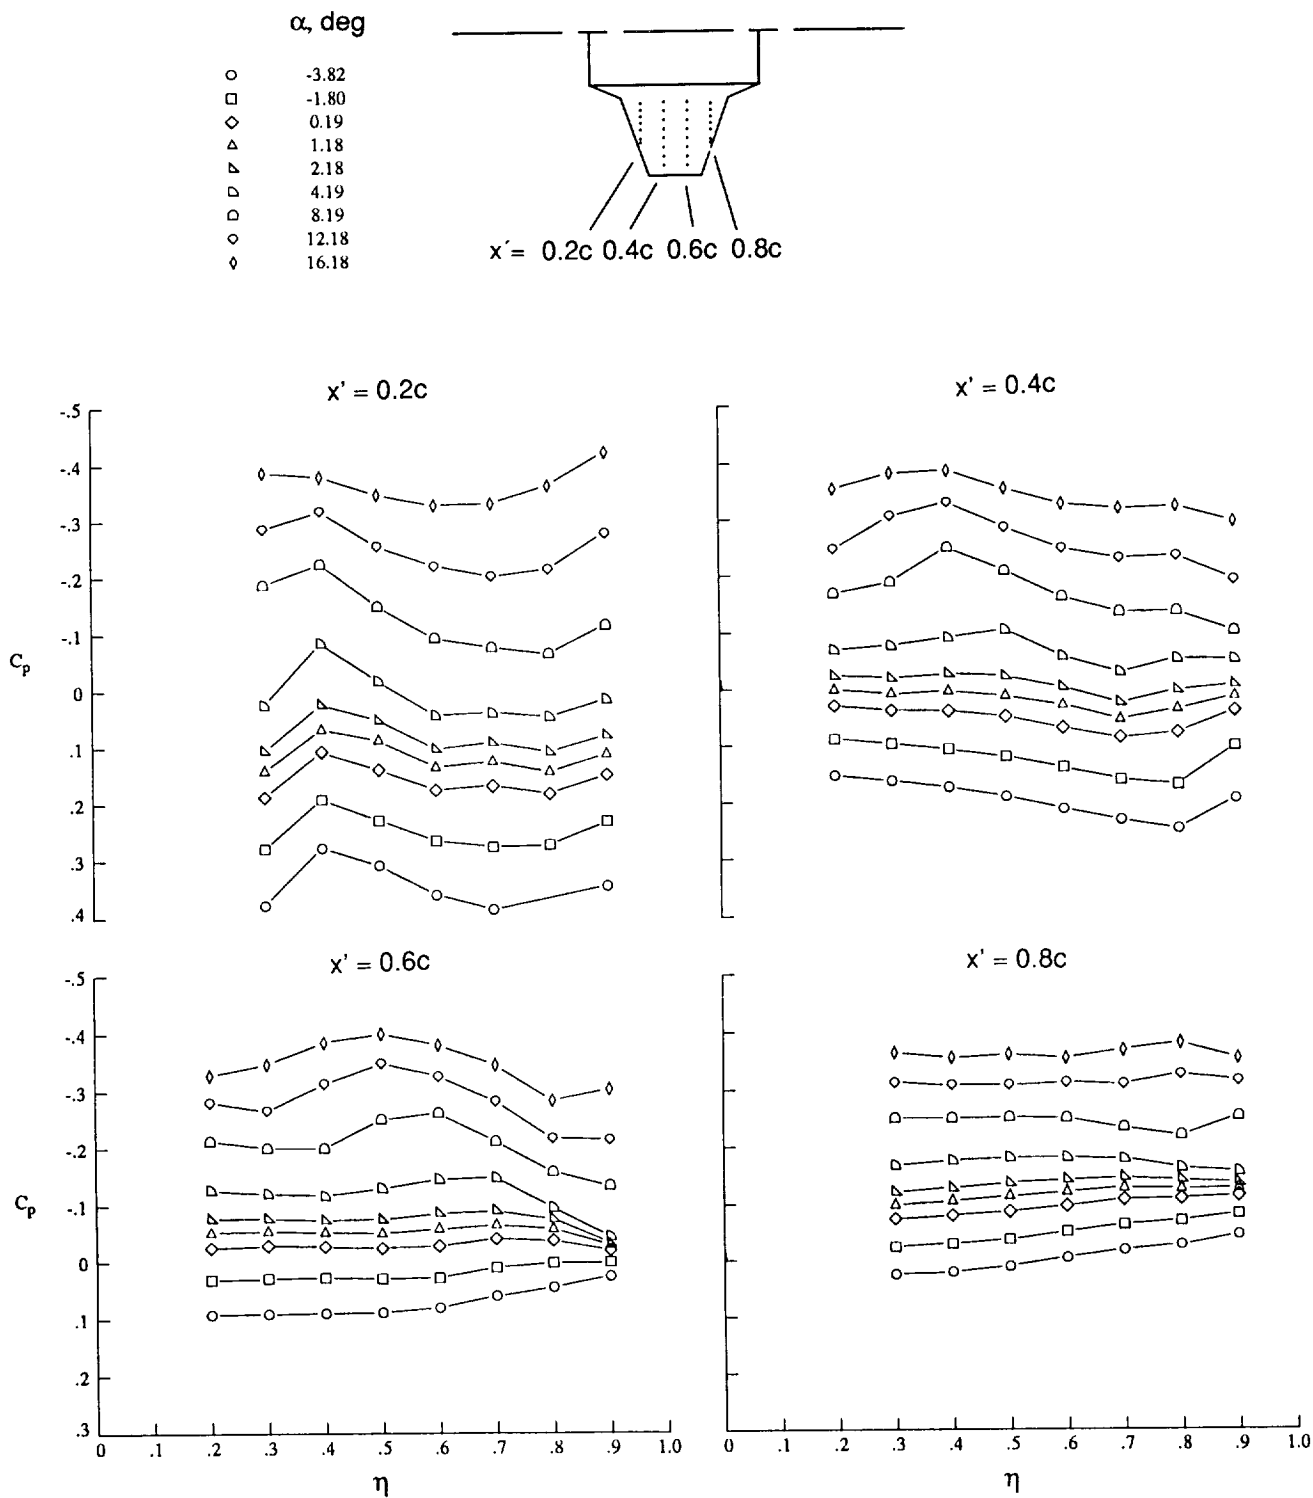 α, deg
-3.82
-1.80
0.19
1.18
2.18
4.19
8.19
12.18
16.18
x´= 0.2c 0.4c 0.6c 0.8c
x' = 0.2c
-.5
-.4
-.3
-.2
-.1
0
.1
.2
.3
.4
Cp
x' = 0.4c
x' = 0.6c
-.5
-.4
-.3
-.2
-.1
0
.1
.2
.3
Cp
0 .1 .2 .3 .4 .5 .6 .7 .8 .9 1.0
η
x' = 0.8c
0 .1 .2 .3 .4 .5 .6 .7 .8 .9 1.0
η